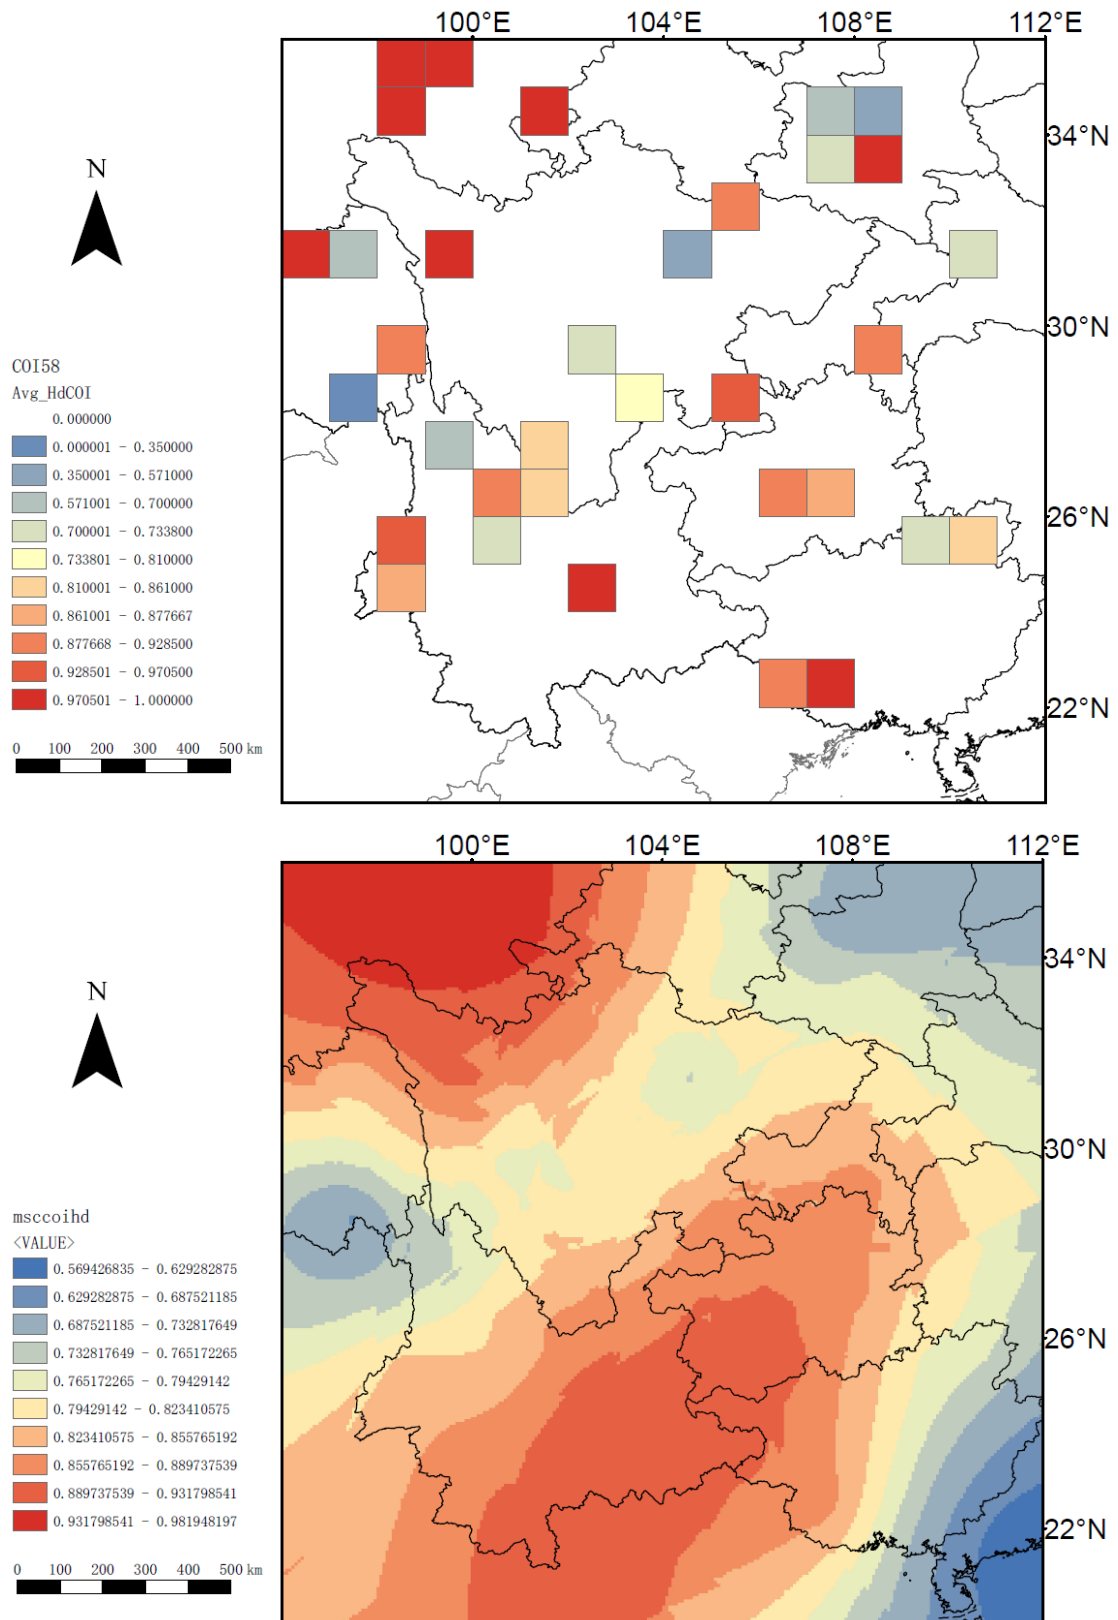 100°E 104°E 108°E 112°E
34°N
N
30°N
COI58
Avg_HdCOI
0.000000
0.000001 - 0.350000
0.350001 - 0.571000
0.571001 - 0.700000
0.700001 - 0.733800
0.733801 - 0.810000
0.810001 - 0.861000
0.861001 - 0.877667
0.877668 - 0.928500
0.928501 - 0.970500
0.970501 - 1.000000
26°N
22°N
0 100 200 300 400 500 km
100°E 104°E 108°E 112°E
34°N
N
30°N
msccoihd
<VALUE>
0.569426835 - 0.629282875
0.629282875 - 0.687521185
0.687521185 - 0.732817649
0.732817649 - 0.765172265
0.765172265 - 0.79429142
0.79429142 - 0.823410575
0.823410575 - 0.855765192
0.855765192 - 0.889737539
0.889737539 - 0.931798541
0.931798541 - 0.981948197
26°N
22°N
0 100 200 300 400 500 km